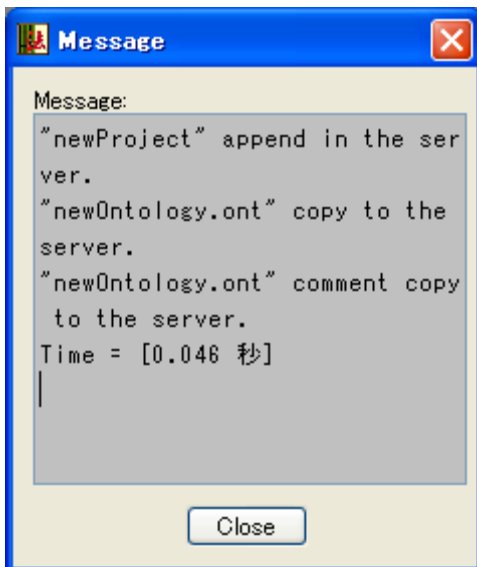 Message
Message:
"newProject" append in the ser
ver.
"newOntology.ont" copy to the
server.
"newOntology.ont" comment copy
to the server.
Time = [0.046 秒]
Close